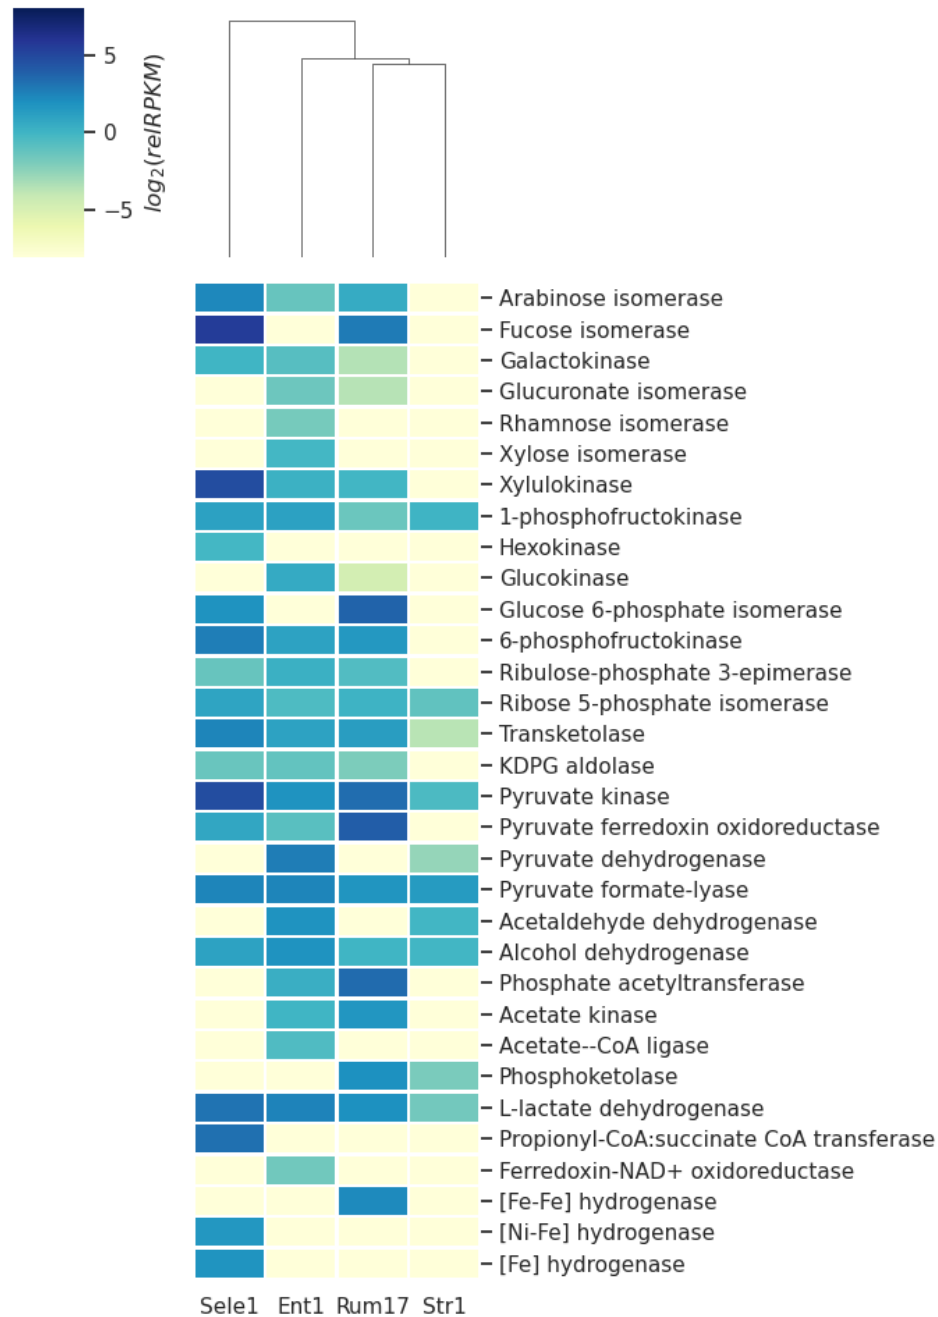 5
0
−5
log2(relRPKM)
Arabinose isomerase
Fucose isomerase
Galactokinase
Glucuronate isomerase
Rhamnose isomerase
Xylose isomerase
Xylulokinase
1-phosphofructokinase
Hexokinase
Glucokinase
Glucose 6-phosphate isomerase
6-phosphofructokinase
Ribulose-phosphate 3-epimerase
Ribose 5-phosphate isomerase
Transketolase
KDPG aldolase
Pyruvate kinase
Pyruvate ferredoxin oxidoreductase
Pyruvate dehydrogenase
Pyruvate formate-lyase
Acetaldehyde dehydrogenase
Alcohol dehydrogenase
Phosphate acetyltransferase
Acetate kinase
Acetate--CoA ligase
Phosphoketolase
L-lactate dehydrogenase
Propionyl-CoA:succinate CoA transferase
Ferredoxin-NAD+ oxidoreductase
[Fe-Fe] hydrogenase
[Ni-Fe] hydrogenase
[Fe] hydrogenase
Sele1 Ent1 Rum17 Str1